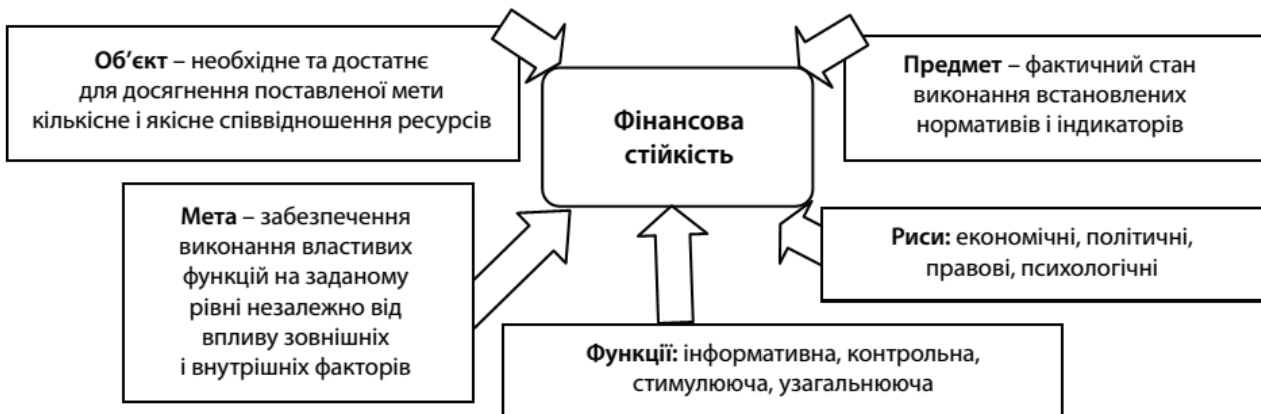 Об’єкт – необхідне та достатнє
для досягнення поставленої мети
кількісне і якісне співвідношення ресурсів
Фінансова
стійкість
Предмет – фактичний стан
виконання встановлених
нормативів і індикаторів
Мета – забезпечення
виконання властивих
функцій на заданому
рівні незалежно від
впливу зовнішніх
і внутрішніх факторів
Риси: економічні, політичні,
правові, психологічні
Функції: інформативна, контрольна,
стимулююча, узагальнююча